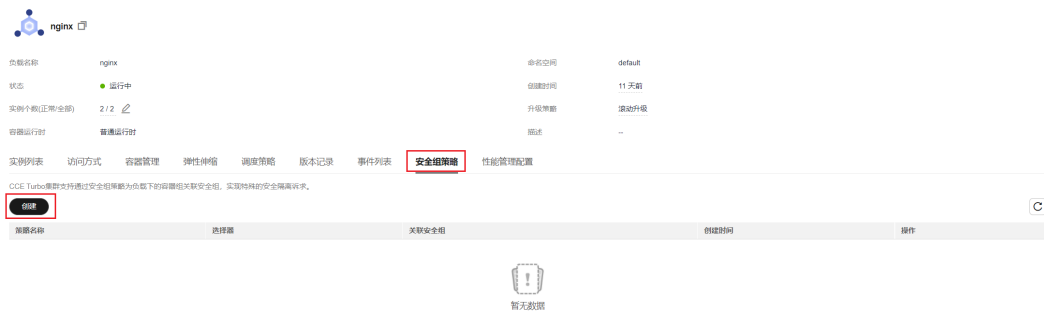 nginx
负载名称 nginx 命名空间 default
状态 运行中 创建时间 11 天前
实例个数(正常/全部) 2 / 2 升级策略 滚动升级
容器运行时 普通运行时 描述 --
实例列表 访问方式 容器管理 弹性伸缩 调度策略 版本记录 事件列表 安全组策略 性能管理配置
CCE Turbo集群支持通过安全组策略为负载下的容器组关联安全组，实现特殊的安全隔离诉求。
创建
策略名称 选择器 关联安全组 创建时间 操作
暂无数据